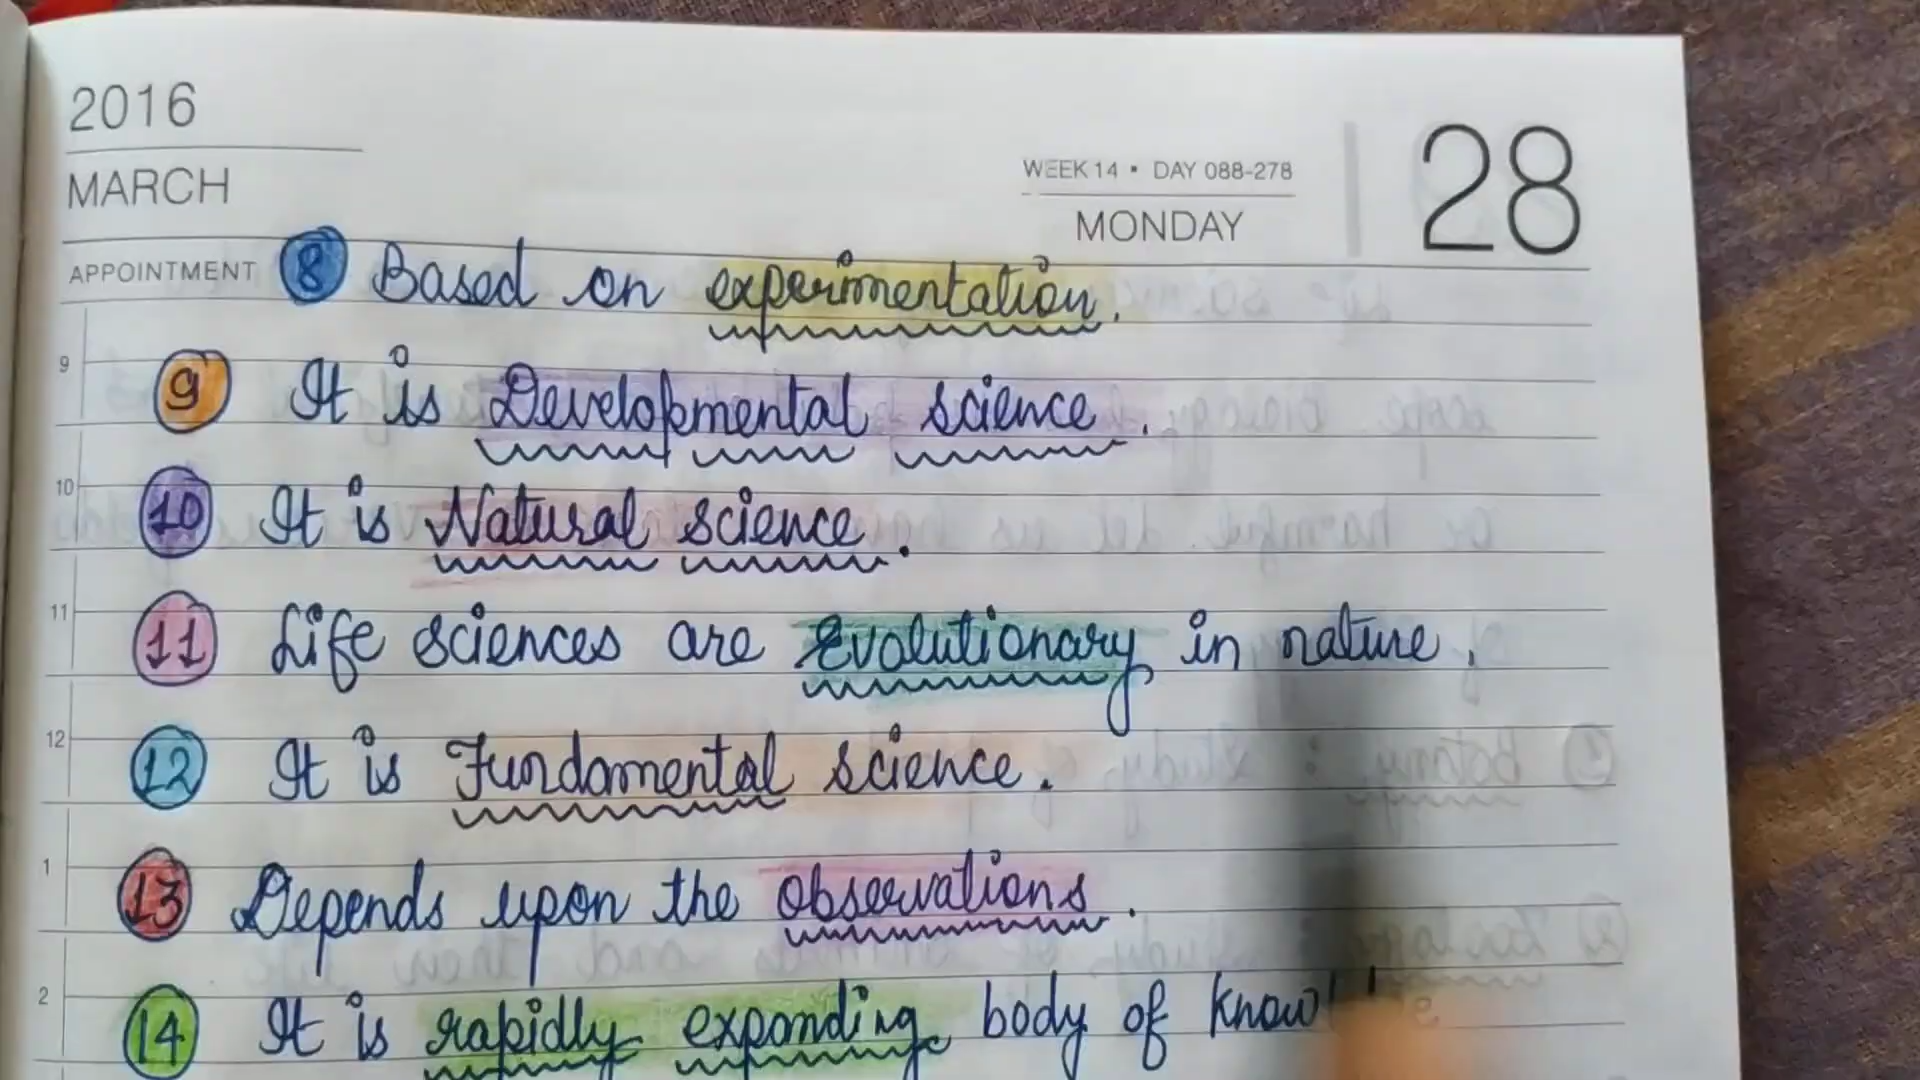 2016
MARCH
WEEK 14 • DAY 088-278
MONDAY
28
APPOINTMENT
8 Based on experimentation.
9
9 It is Developmental science.
10
10 It is Natural science.
11
11 Life sciences are Evolutionary in nature.
12
12 It is Fundamental science.
1
13 Depends upon the observations.
2
14 It is rapidly expanding body of